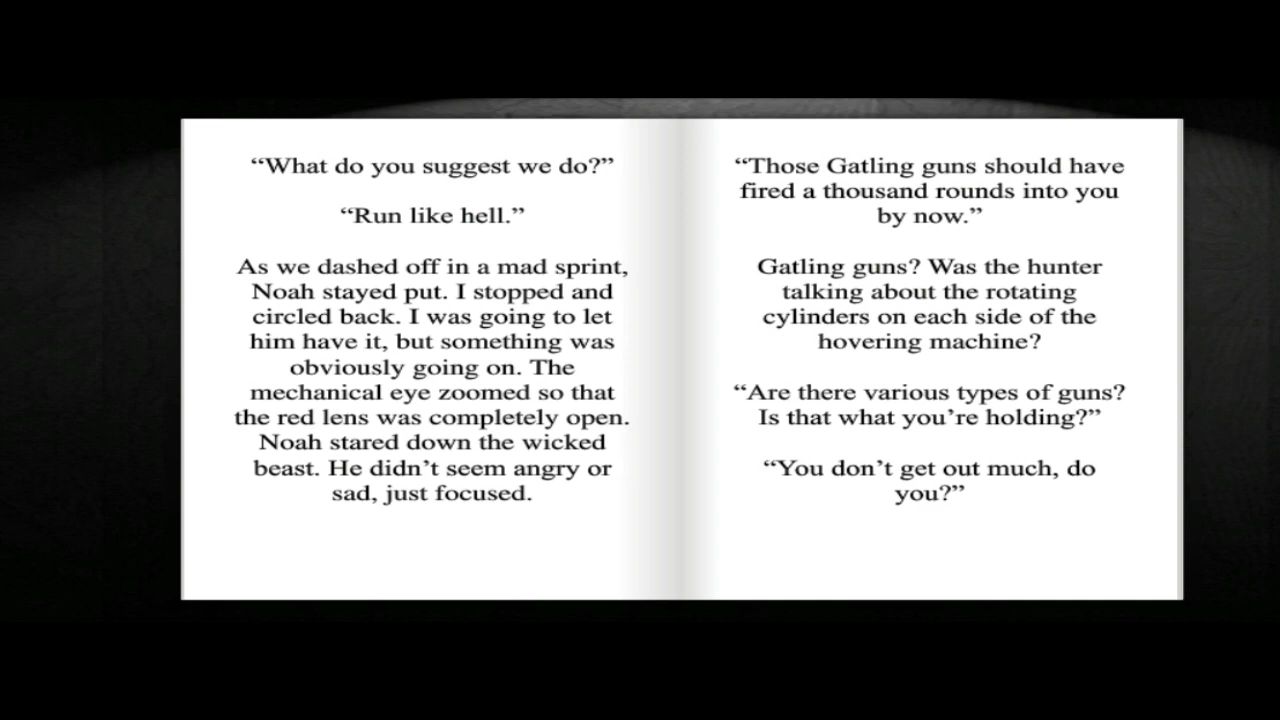 “What do you suggest we do?”
“Run like hell.”
As we dashed off in a mad sprint,
Noah stayed put. I stopped and
circled back. I was going to let
him have it, but something was
obviously going on. The
mechanical eye zoomed so that
the red lens was completely open.
Noah stared down the wicked
beast. He didn’t seem angry or
sad, just focused.
“Those Gatling guns should have
fired a thousand rounds into you
by now.”
Gatling guns? Was the hunter
talking about the rotating
cylinders on each side of the
hovering machine?
“Are there various types of guns?
Is that what you’re holding?”
“You don’t get out much, do
you?”